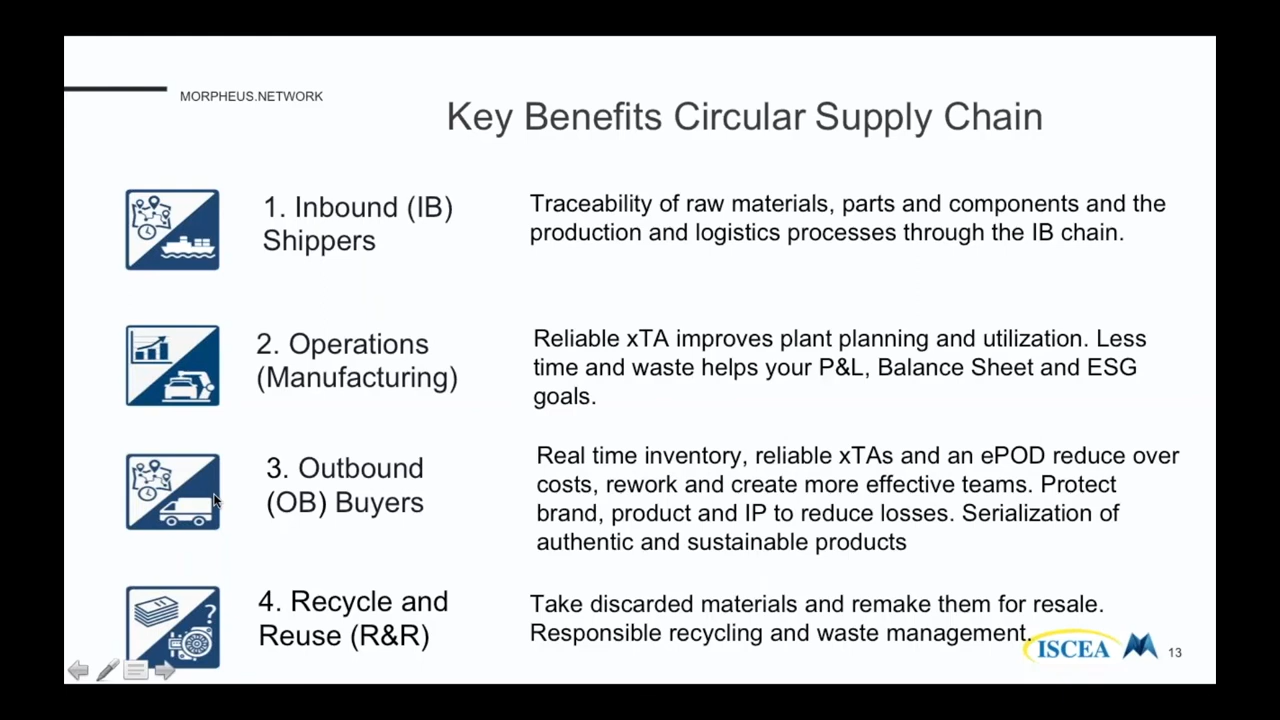 MORPHEUS.NETWORK
Key Benefits Circular Supply Chain
1. Inbound (IB)
Shippers
Traceability of raw materials, parts and components and the
production and logistics processes through the IB chain.
2. Operations
(Manufacturing)
Reliable xTA improves plant planning and utilization. Less
time and waste helps your P&L, Balance Sheet and ESG
goals.
3. Outbound
(OB) Buyers
Real time inventory, reliable xTAs and an ePOD reduce over
costs, rework and create more effective teams. Protect
brand, product and IP to reduce losses. Serialization of
authentic and sustainable products
?
4. Recycle and
Reuse (R&R)
Take discarded materials and remake them for resale.
Responsible recycling and waste management.
ISCEA
13